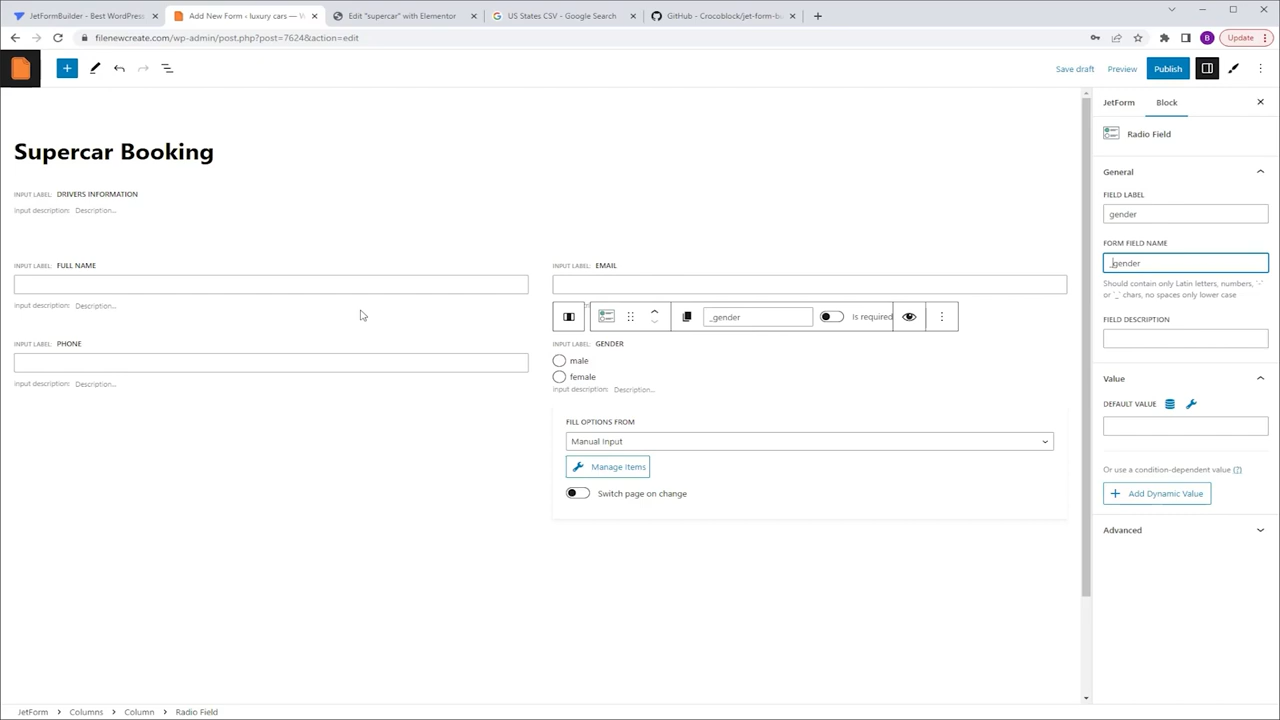 JetFormBuilder - Best WordPress
Add New Form ‹ luxury cars — W
Edit "supercar" with Elementor
US States CSV - Google Search
GitHub - Crocoblock/jet-form-bu
filenewcreate.com/wp-admin/post.php?post=7624&action=edit
B
Update
Save draft
Preview
Publish
JetForm
Block
Radio Field
Supercar Booking
General
INPUT LABEL: DRIVERS INFORMATION
FIELD LABEL
Input description: Description...
gender
FORM FIELD NAME
INPUT LABEL: FULL NAME
INPUT LABEL: EMAIL
_gender
Should contain only Latin letters, numbers, `-`
or `_` chars, no spaces only lower case
Input description: Description...
_gender
Is required
FIELD DESCRIPTION
INPUT LABEL: PHONE
INPUT LABEL: GENDER
male
female
Value
Input description: Description...
Input description: Description...
DEFAULT VALUE
FILL OPTIONS FROM
Manual Input
Manage items
Or use a condition-dependent value (?)
Switch page on change
Add Dynamic Value
Advanced
JetForm > Columns > Column > Radio Field